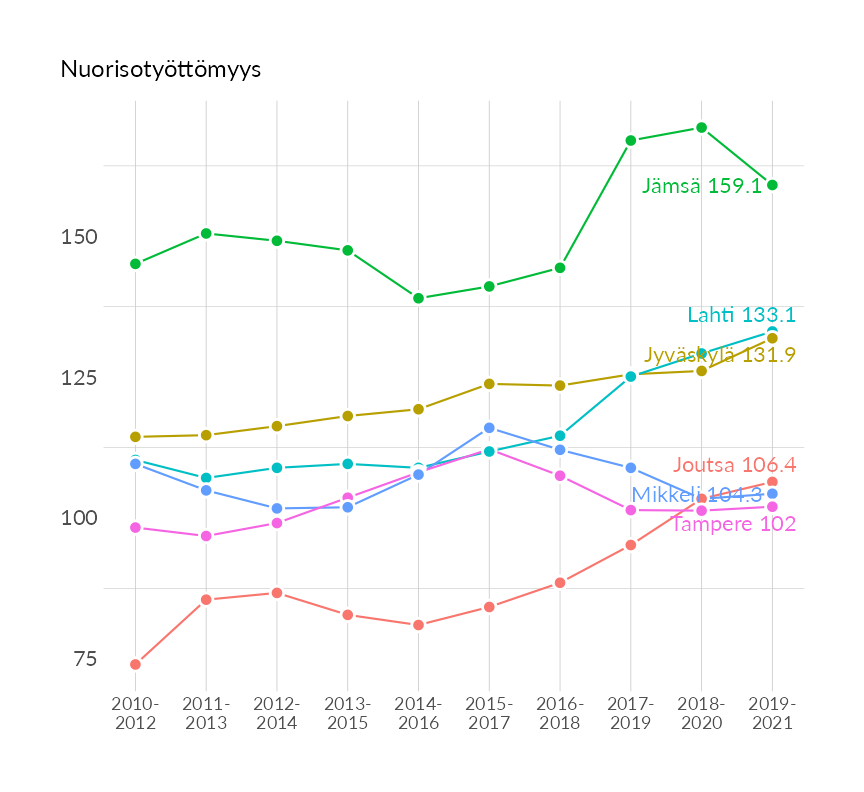 Nuorisotyöttömyys
Jämsä 159.1
150
Lahti 133.1
Jyväskylä 131.9
125
Joutsa 106.4
Mikkeli 104.3
100
Tampere 102
75
2010- 2011- 2012- 2013- 2014- 2015- 2016- 2017- 2018- 2019-
2012 2013 2014 2015 2016 2017 2018 2019 2020 2021